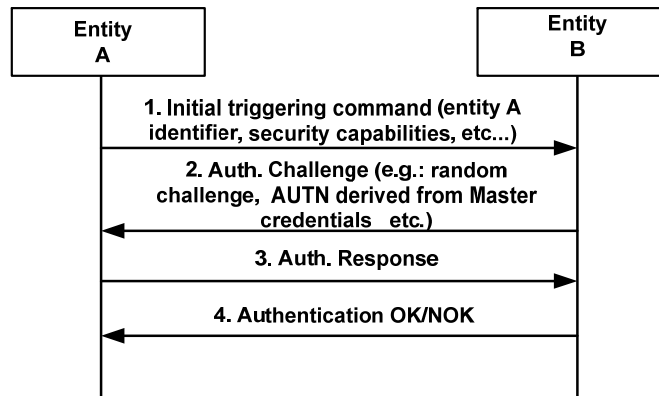 Entity
A
Entity
B
1. Initial triggering command (entity A
identifier, security capabilities, etc...)
2. Auth. Challenge (e.g.: random
challenge, AUTN derived from Master
credentials etc.)
3. Auth. Response
4. Authentication OK/NOK